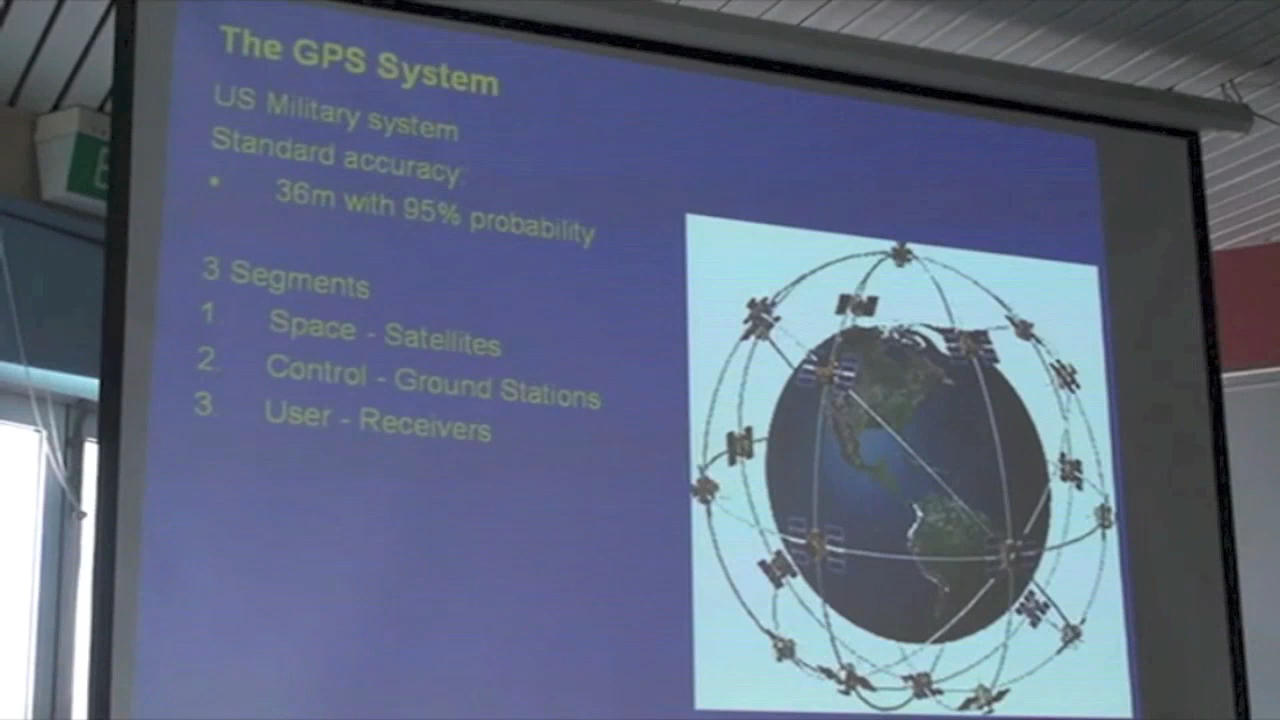 The GPS System
US Military system
Standard accuracy:
• 36m with 95% probability
3 Segments
1. Space - Satellites
2. Control - Ground Stations
3. User - Receivers